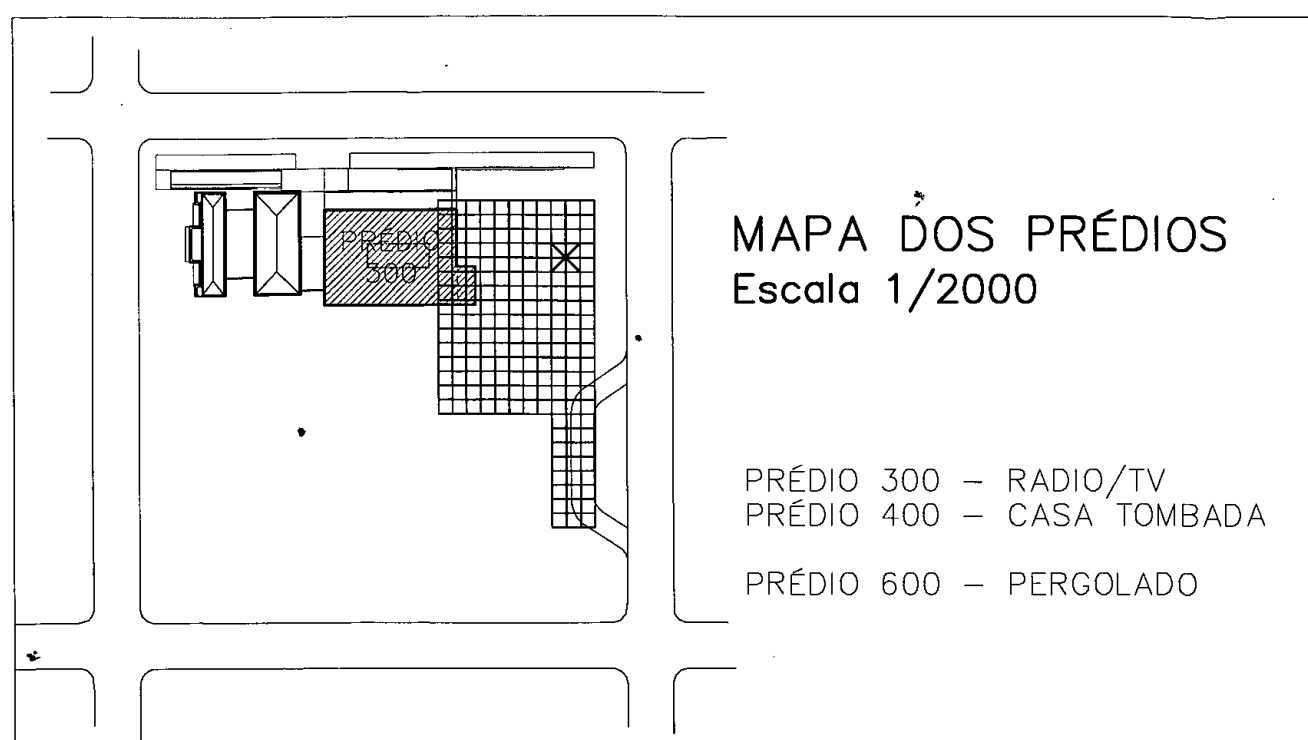 PRÉDIO
300
MAPA DOS PRÉDIOS
Escala 1/2000
PRÉDIO 300 – RADIO/TV
PRÉDIO 400 – CASA TOMBADA
PRÉDIO 600 – PERGOLADO